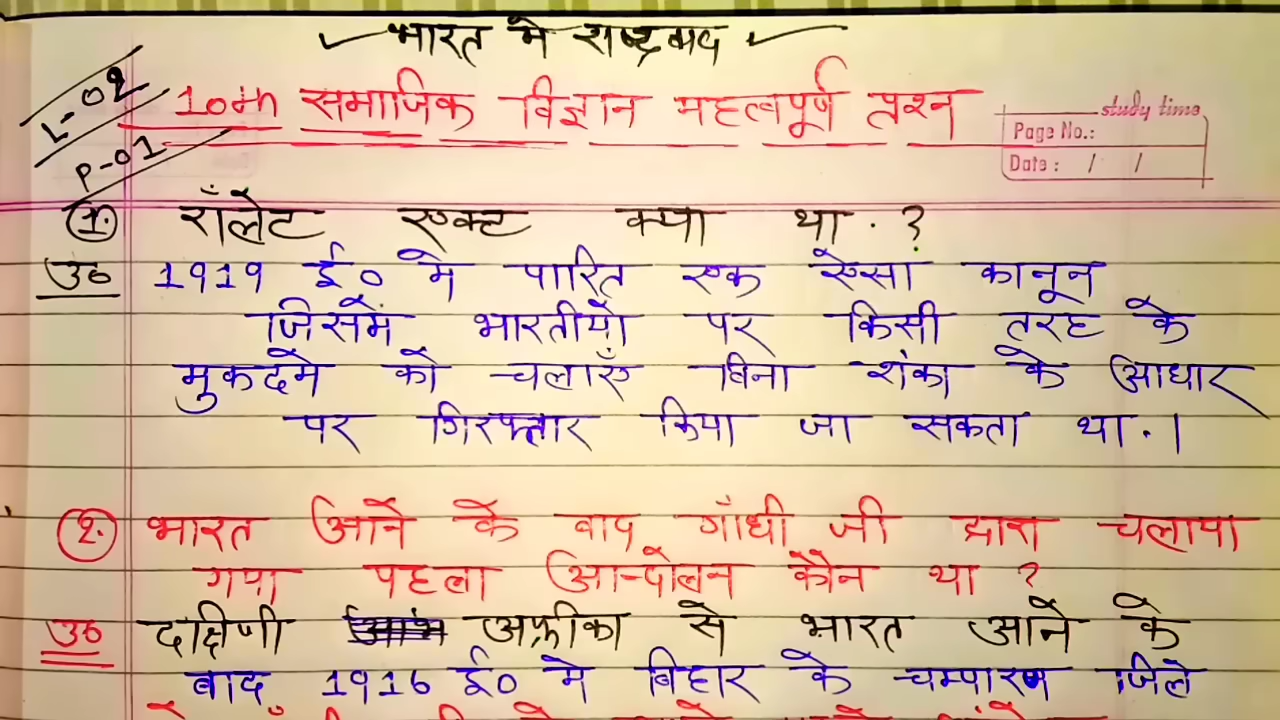 भारत मे राष्ट्रवाद
L-02
P-01
10th समाजिक विज्ञान महत्वपूर्ण प्रश्न
study time
Page No.:
Date : / /
1. रॉलेट एक्ट क्या था . ?
उ० 1919 ई० मे पारित एक ऐसा कानून
जिसमें भारतीयों पर किसी तरह के
मुकदमे को चलाएँ बिना शंका के आधार
पर गिरफ्तार किया जा सकता था . ।
2. भारत आने के बाद गाँधी जी द्वारा चलाया
गया पहला आन्दोलन कौन था ?
उ० दक्षिणी अफ्रीका से भारत आने के
बाद, 1916 ई० मे बिहार के चम्पारण जिले